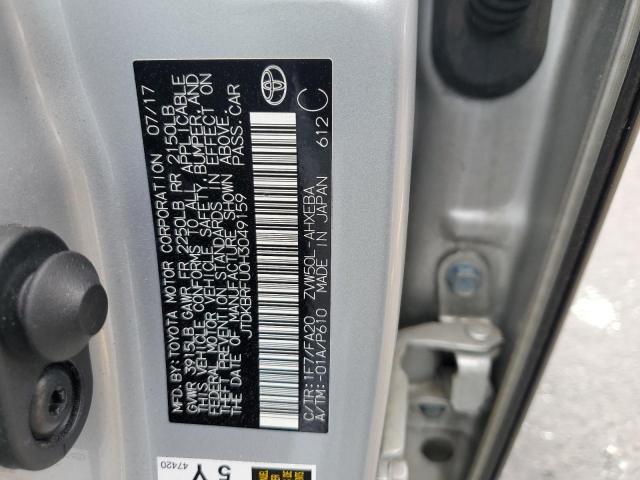 MFD.BY:TOYOTA MOTOR CORPORATION 07/17
GVWR 3915LB GAWR FR 2250LB RR 2150LB
THIS VEHICLE CONFORMS TO ALL APPLICABLE
FEDERAL MOTOR VEHICLE SAFETY, BUMPER, AND
THEFT PREVENTION STANDARDS IN EFFECT ON
THE DATE OF MANUFACTURE SHOWN ABOVE.
JTDKBRFU0H3049159 PASS.CAR
C/TR:1F7/FA20 ZVW50L-AHXEBA
A/TM:-01A/P610 MADE IN JAPAN 612 C
47420
5Y